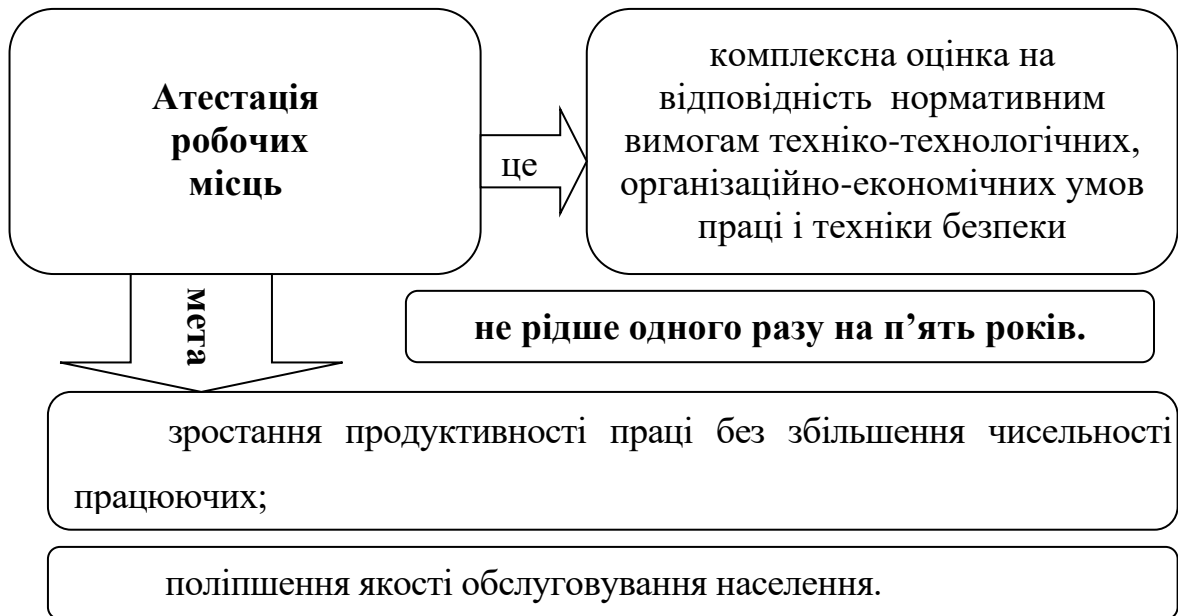 Атестація
робочих
місць
це
комплексна оцінка на
відповідність нормативним
вимогам техніко-технологічних,
організаційно-економічних умов
праці і техніки безпеки
мета
не рідше одного разу на п’ять років.
зростання продуктивності праці без збільшення чисельності
працюючих;
поліпшення якості обслуговування населення.